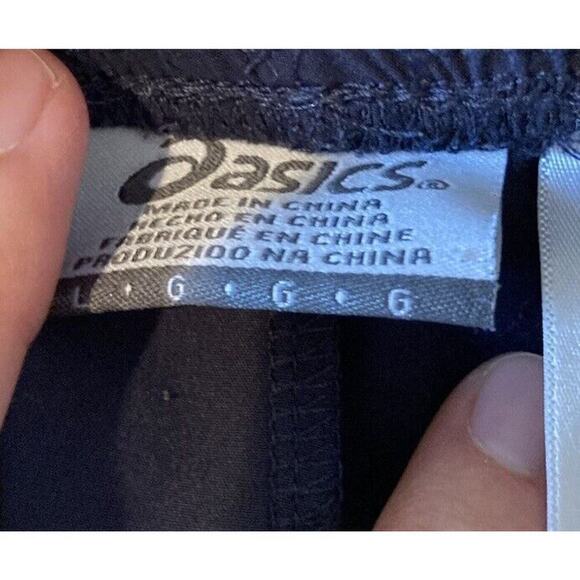 asics®
MADE IN CHINA
HECHO EN CHINA
FABRIQUÉ EN CHINE
PRODUZIDO NA CHINA
L • G • G • G